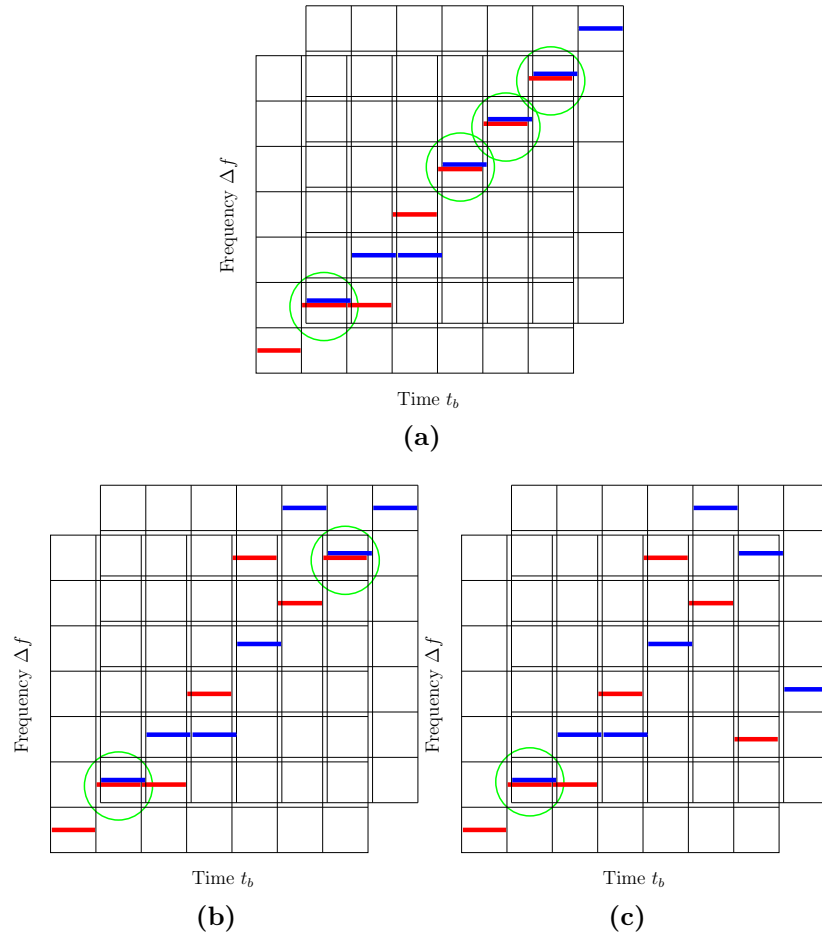 Frequency Δf
Time t_b
(a)
Frequency Δf
Time t_b
(b)
Frequency Δf
Time t_b
(c)